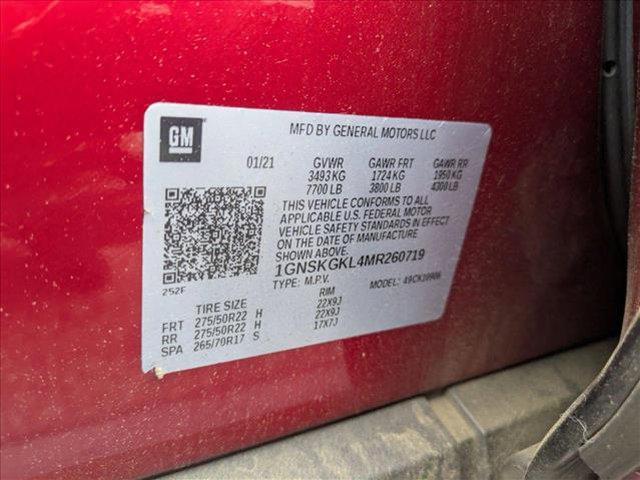 GM
MFD BY GENERAL MOTORS LLC
01/21 GVWR GAWR FRT GAWR RR
3493 KG 1724 KG 1950 KG
7700 LB 3800 LB 4300 LB
THIS VEHICLE CONFORMS TO ALL
APPLICABLE U.S. FEDERAL MOTOR
VEHICLE SAFETY STANDARDS IN EFFECT
ON THE DATE OF MANUFACTURE
1GNSKGKL4MR260719
252F TYPE: M.P.V. MODEL:
TIRE SIZE RIM
FRT 275/50R22 H 22X9J
RR 275/50R22 H 22X9J
SPA 265/70R17 S 17X7J